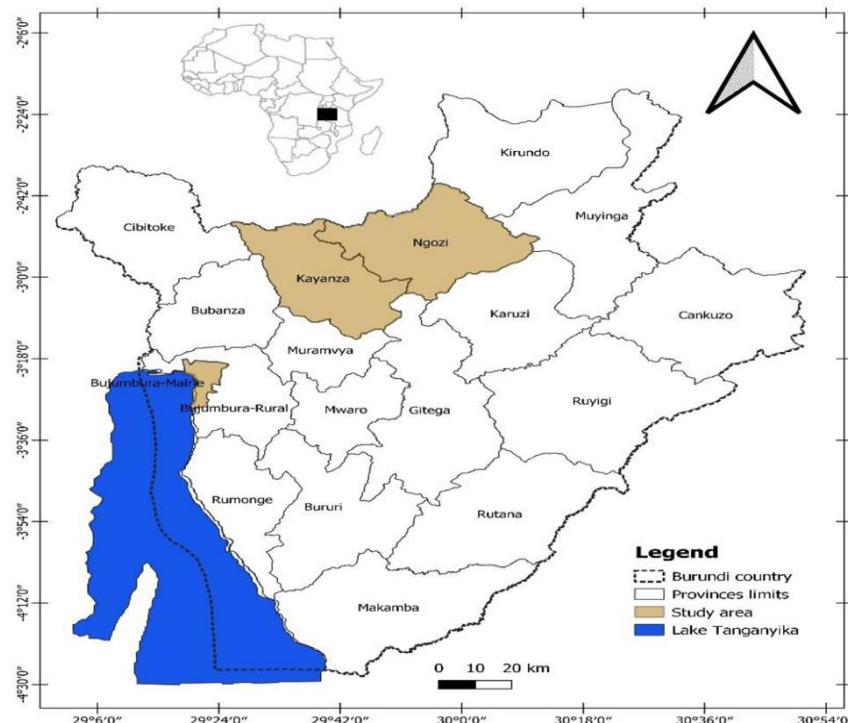 -2°6'0"
-2°24'0"
-2°42'0"
-3°0'0"
-3°18'0"
-3°36'0"
-3°54'0"
-4°12'0"
-4°30'0"
Kirundo
Muyinga
Cibitoke
Ngozi
Kayanza
Bubanza
Karuzi
Cankuzo
Muramvya
Bujumbura-Mairie
Bujumbura-Rural
Mwaro
Gitega
Ruyigi
Rumonge
Bururi
Rutana
Makamba
Legend
Burundi country
Provinces limits
Study area
Lake Tanganyika
0 10 20 km
29°6'0" 29°24'0" 29°42'0" 30°0'0" 30°18'0" 30°36'0" 30°54'0"